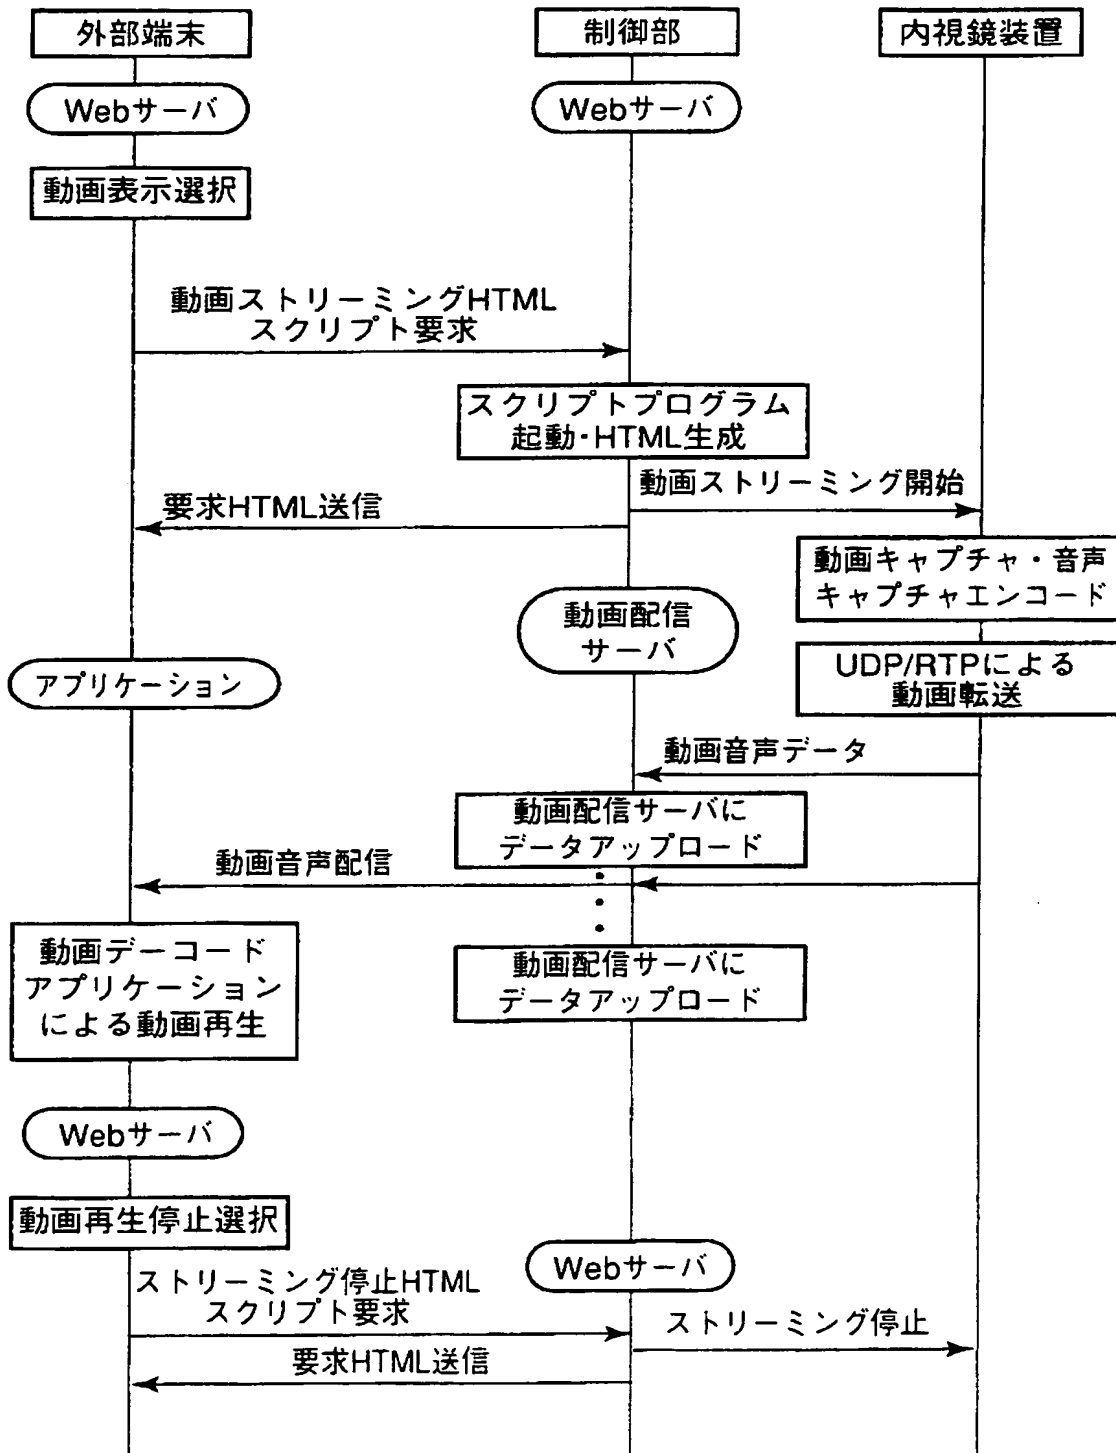 外部端末
制御部
内視鏡装置
Webサーバ
Webサーバ
動画表示選択
動画ストリーミングHTML
スクリプト要求
スクリプトプログラム
起動・HTML生成
動画ストリーミング開始
要求HTML送信
動画キャプチャ・音声
キャプチャエンコード
動画配信
サーバ
UDP/RTPによる
動画転送
アプリケーション
動画音声データ
動画配信サーバに
データアップロード
動画音声配信
動画デーコード
アプリケーション
による動画再生
動画配信サーバに
データアップロード
Webサーバ
動画再生停止選択
Webサーバ
ストリーミング停止HTML
スクリプト要求
ストリーミング停止
要求HTML送信